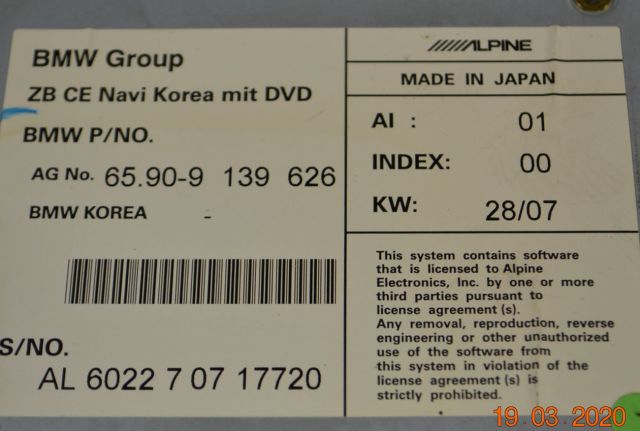 BMW Group
ZB CE Navi Korea mit DVD
BMW P/NO.
AG No. 65.90-9 139 626
BMW KOREA -
S/NO.
AL 6022 7 07 17720
ALPINE
MADE IN JAPAN
AI : 01
INDEX: 00
KW: 28/07
This system contains software
that is licensed to Alpine
Electronics, Inc. by one or more
third parties pursuant to
license agreement (s).
Any removal, reproduction, reverse
engineering or other unauthorized
use of the software from
this system in violation of the
license agreement (s) is
strictly prohibited.
19 03 2020